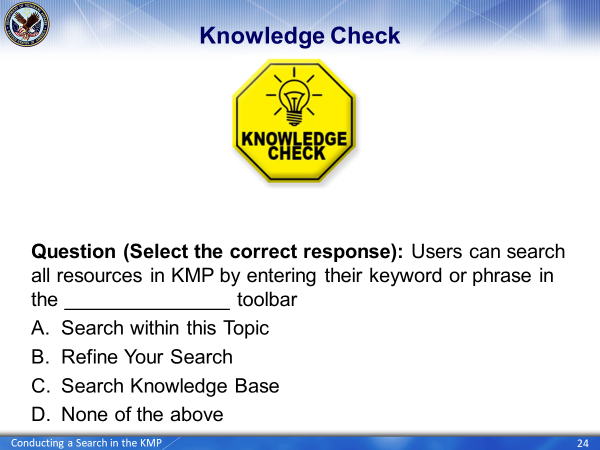 Knowledge Check
KNOWLEDGE
CHECK
Question (Select the correct response): Users can search
all resources in KMP by entering their keyword or phrase in
the _______________ toolbar
A. Search within this Topic
B. Refine Your Search
C. Search Knowledge Base
D. None of the above
Conducting a Search in the KMP
24